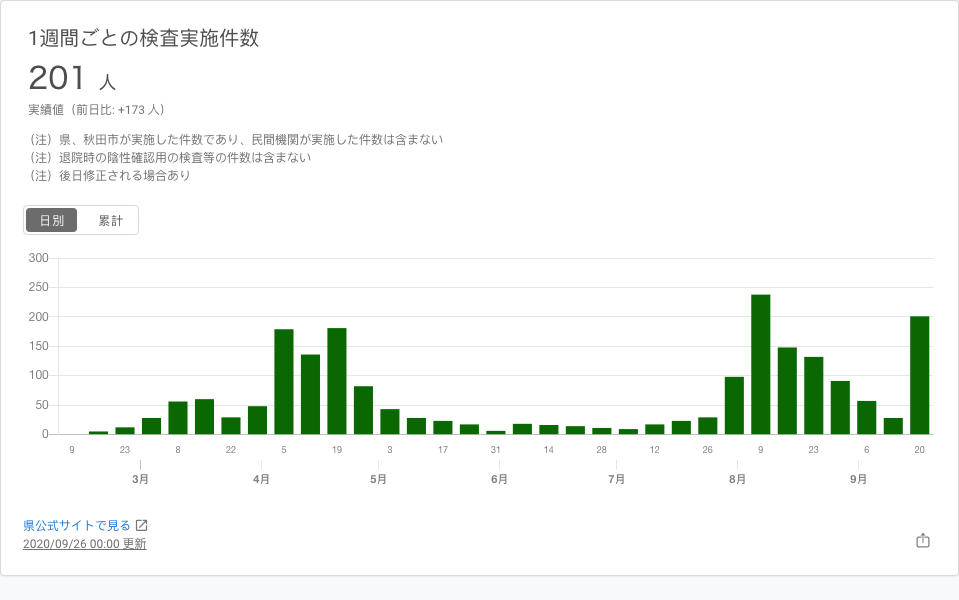 1週間ごとの検査実施件数
201 人
実績値（前日比: +173 人）
（注）県、秋田市が実施した件数であり、民間機関が実施した件数は含まない
（注）退院時の陰性確認用の検査等の件数は含まない
（注）後日修正される場合あり
日別 累計
300
250
200
150
100
50
0
9 23 8 22 5 19 3 17 31 14 28 12 26 9 23 6 20
3月 4月 5月 6月 7月 8月 9月
県公式サイトで見る
2020/09/26 00:00 更新